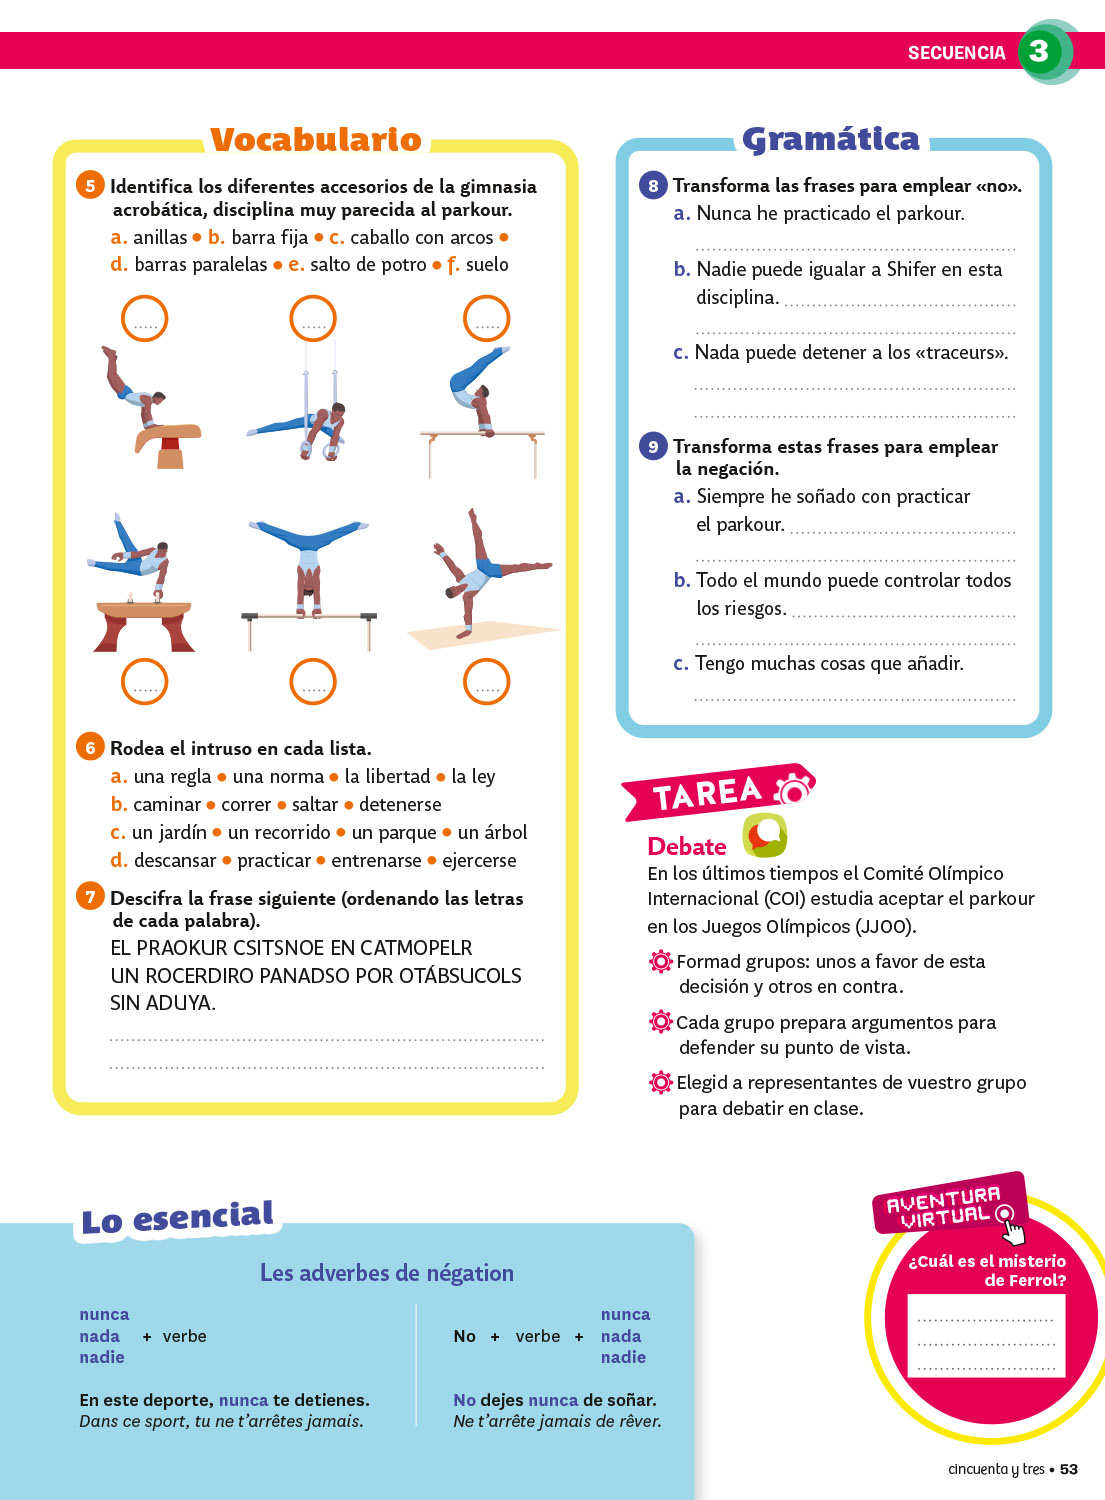 SECUENCIA 3
Vocabulario
5 Identifica los diferentes accesorios de la gimnasia
acrobática, disciplina muy parecida al parkour.
a. anillas • b. barra fija • c. caballo con arcos •
d. barras paralelas • e. salto de potro • f. suelo
..... ..... .....
..... ..... .....
6 Rodea el intruso en cada lista.
a. una regla • una norma • la libertad • la ley
b. caminar • correr • saltar • detenerse
c. un jardín • un recorrido • un parque • un árbol
d. descansar • practicar • entrenarse • ejercerse
7 Descifra la frase siguiente (ordenando las letras
de cada palabra).
EL PRAOKUR CSITSNOE EN CATMOPELR
UN ROCERDIRO PANADSO POR OTÁBSUCOLS
SIN ADUYA.
Gramática
8 Transforma las frases para emplear «no».
a. Nunca he practicado el parkour.
b. Nadie puede igualar a Shifer en esta
disciplina.
c. Nada puede detener a los «traceurs».
9 Transforma estas frases para emplear
la negación.
a. Siempre he soñado con practicar
el parkour.
b. Todo el mundo puede controlar todos
los riesgos.
c. Tengo muchas cosas que añadir.
TAREA
Debate
En los últimos tiempos el Comité Olímpico
Internacional (COI) estudia aceptar el parkour
en los Juegos Olímpicos (JJOO).
Formad grupos: unos a favor de esta
decisión y otros en contra.
Cada grupo prepara argumentos para
defender su punto de vista.
Elegid a representantes de vuestro grupo
para debatir en clase.
Lo esencial
Les adverbes de négation
nunca
nada + verbe
nadie
En este deporte, nunca te detienes.
Dans ce sport, tu ne t'arrêtes jamais.
nunca
No + verbe + nada
nadie
No dejes nunca de soñar.
Ne t'arrête jamais de rêver.
AVENTURA
VIRTUAL
¿Cuál es el misterio
de Ferrol?
cincuenta y tres • 53